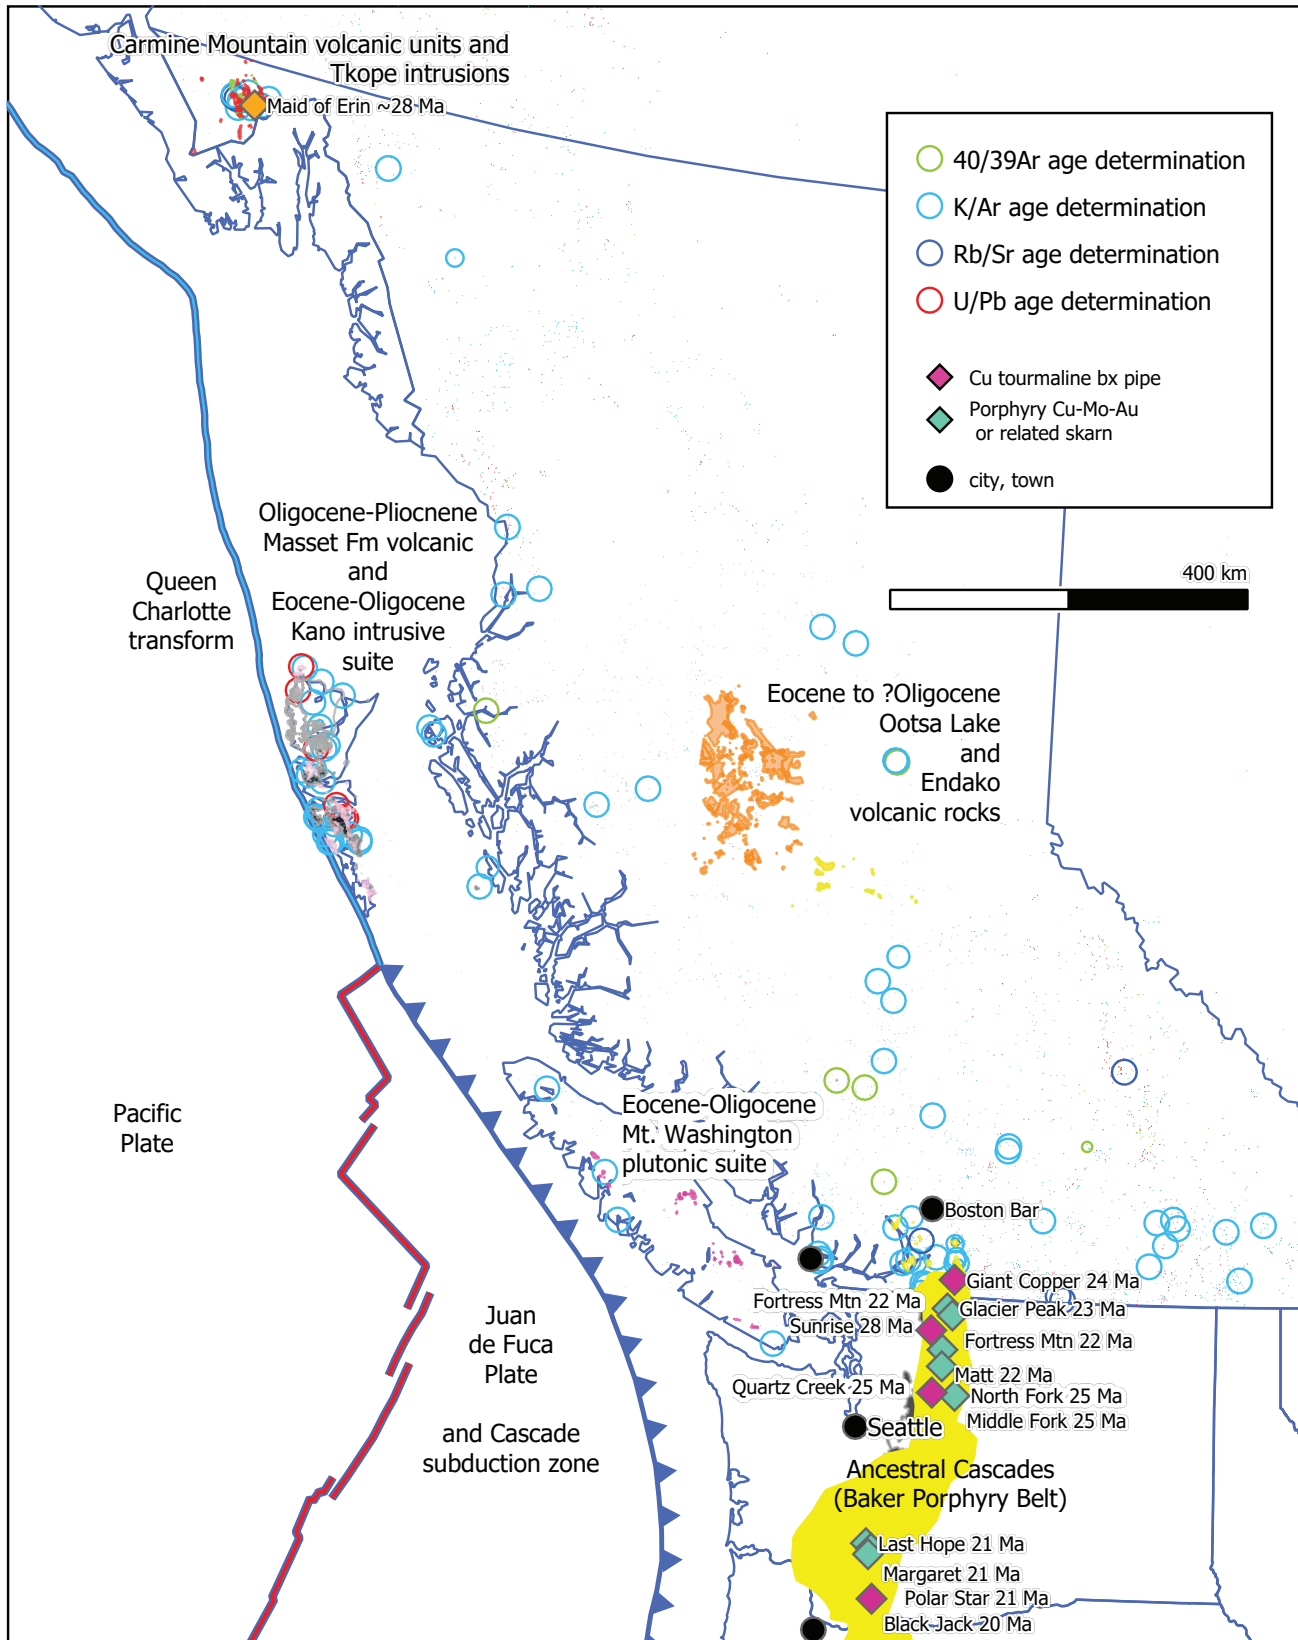 Carmine Mountain volcanic units and
Tkope intrusions
Maid of Erin ~28 Ma
40/39Ar age determination
K/Ar age determination
Rb/Sr age determination
U/Pb age determination
Cu tourmaline bx pipe
Porphyry Cu-Mo-Au
or related skarn
city, town
400 km
Oligocene-Pliocnene
Masset Fm volcanic
and
Eocene-Oligocene
Kano intrusive
suite
Queen
Charlotte
transform
Eocene to ?Oligocene
Ootsa Lake
and
Endako
volcanic rocks
Pacific
Plate
Eocene-Oligocene
Mt. Washington
plutonic suite
Boston Bar
Giant Copper 24 Ma
Fortress Mtn 22 Ma
Glacier Peak 23 Ma
Sunrise 28 Ma
Fortress Mtn 22 Ma
Matt 22 Ma
Quartz Creek 25 Ma
North Fork 25 Ma
Middle Fork 25 Ma
Seattle
Juan
de Fuca
Plate
and Cascade
subduction zone
Ancestral Cascades
(Baker Porphyry Belt)
Last Hope 21 Ma
Margaret 21 Ma
Polar Star 21 Ma
Black Jack 20 Ma